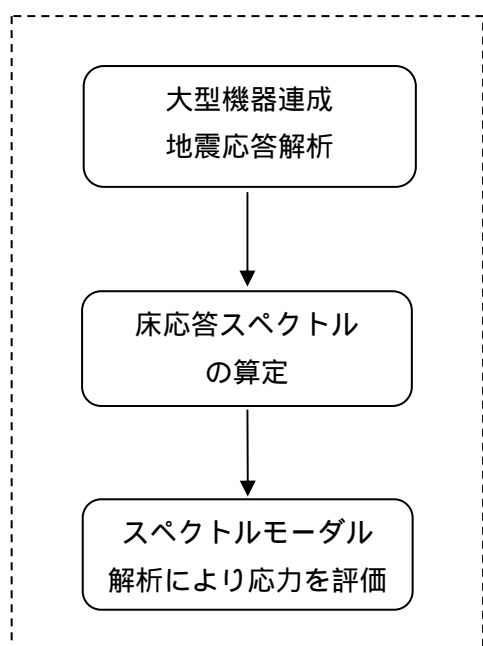 大型機器連成
地震応答解析
床応答スペクトル
の算定
スペクトルモーダル
解析により応力を評価